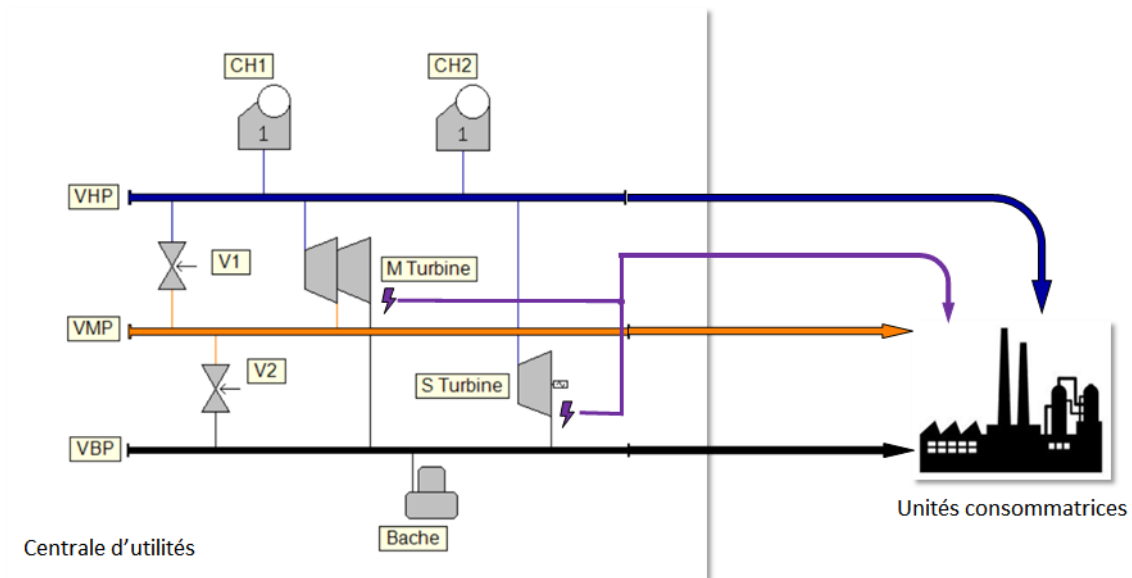 CH1
CH2
1
1
VHP
V1
M Turbine
VMP
V2
S Turbine
VBP
Bache
Unités consommatrices
Centrale d’utilités